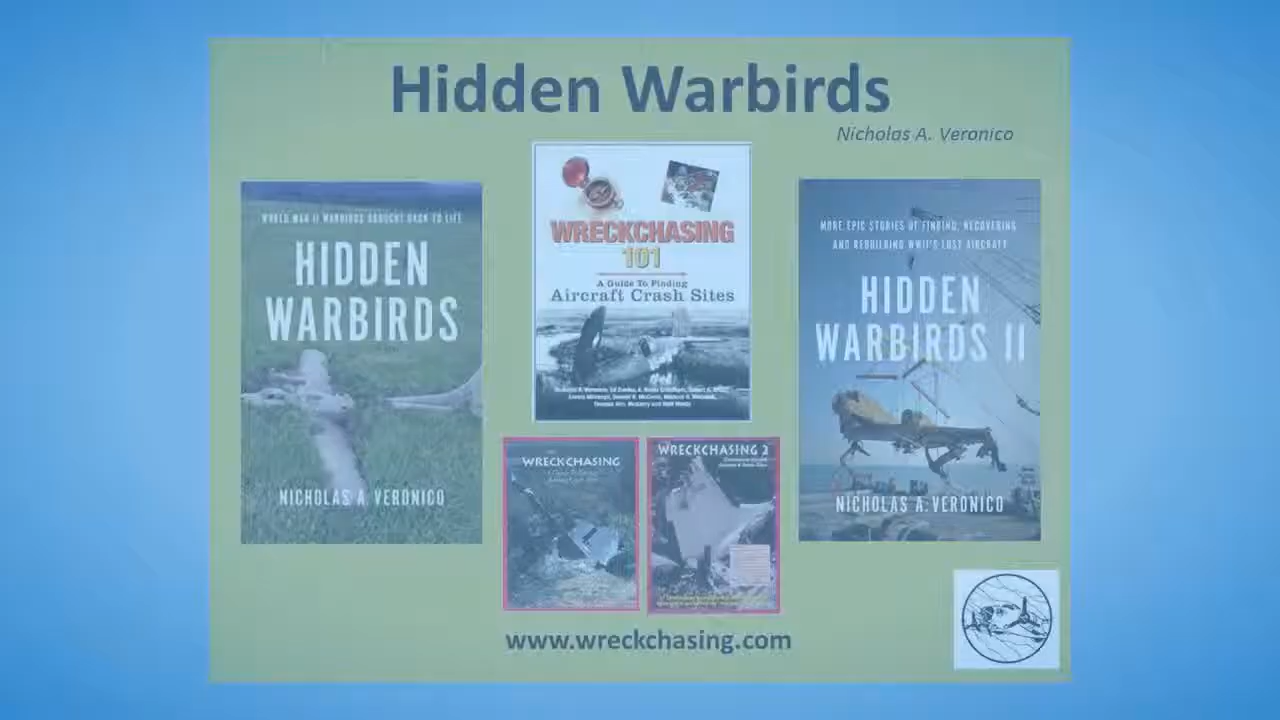 Hidden Warbirds
Nicholas A. Veronico
WORLD WAR II WARBIRDS BROUGHT BACK TO LIFE
HIDDEN
WARBIRDS
NICHOLAS A. VERONICO
WRECKCHASING
101
A Guide To Finding
Aircraft Crash Sites
MORE EPIC STORIES OF FINDING, RECOVERING
AND REBUILDING WWII'S LOST AIRCRAFT
HIDDEN
WARBIRDS II
NICHOLAS A. VERONICO
WRECKCHASING
WRECKCHASING 2
www.wreckchasing.com